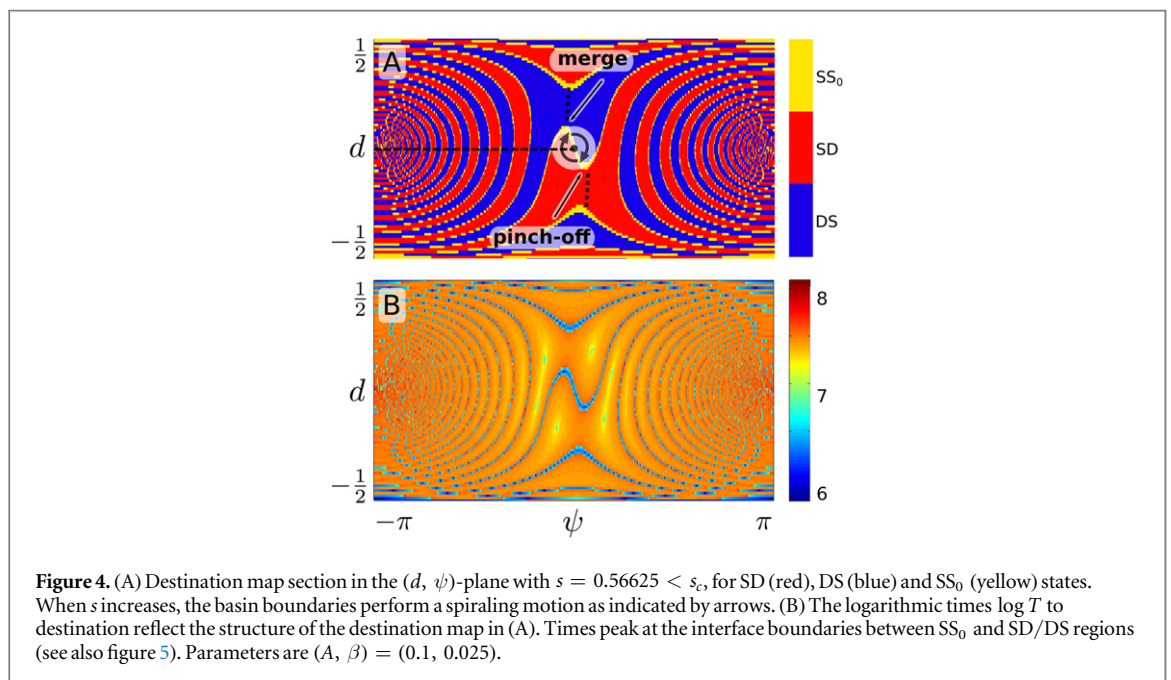 1/2
A
merge
d
pinch-off
−1/2
SS₀
SD
DS
1/2
B
d
−1/2
8
7
6
−π ψ π
Figure 4. (A) Destination map section in the (d, ψ)-plane with s = 0.56625 < s_c, for SD (red), DS (blue) and SS₀ (yellow) states.
When s increases, the basin boundaries perform a spiraling motion as indicated by arrows. (B) The logarithmic times log T to
destination reflect the structure of the destination map in (A). Times peak at the interface boundaries between SS₀ and SD/DS regions
(see also figure 5). Parameters are (A, β) = (0.1, 0.025).